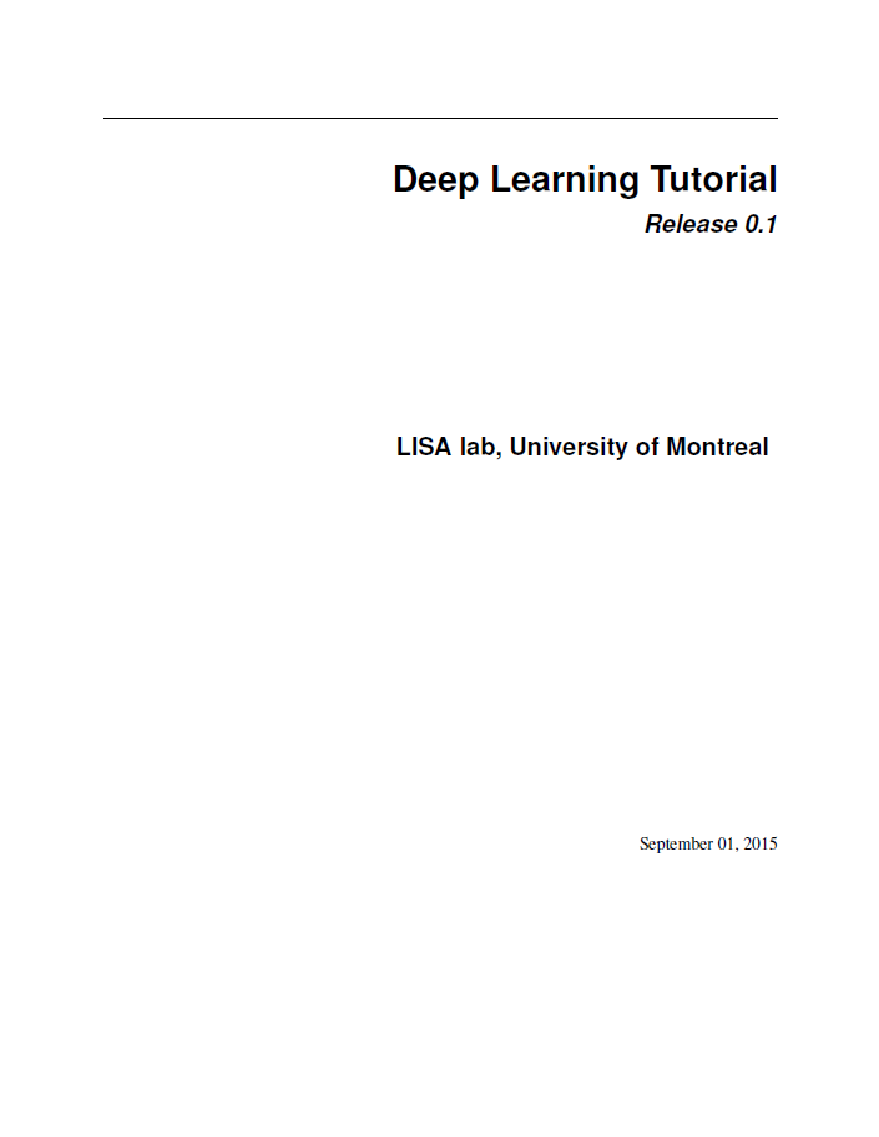 Deep Learning Tutorial
Release 0.1
LISA lab, University of Montreal
September 01, 2015